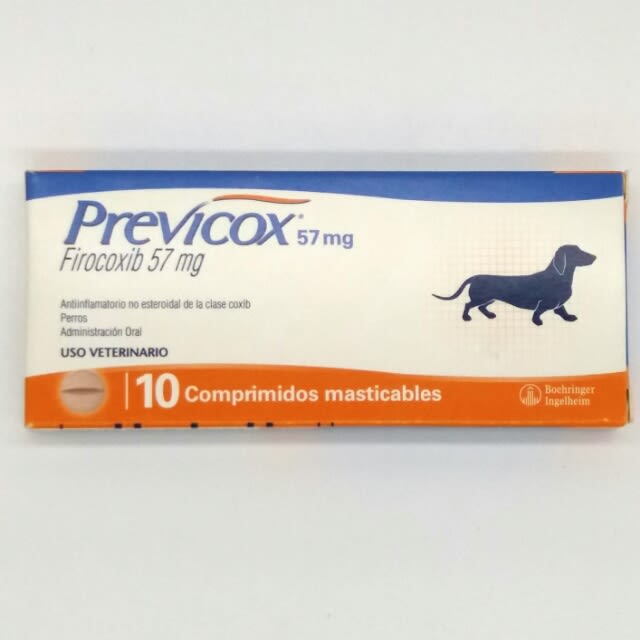 Previcox® 57 mg
Firocoxib 57 mg
Antiinflamatorio no esteroidal de la clase coxib
Perros
Administración Oral
USO VETERINARIO
10 Comprimidos masticables
Boehringer
Ingelheim